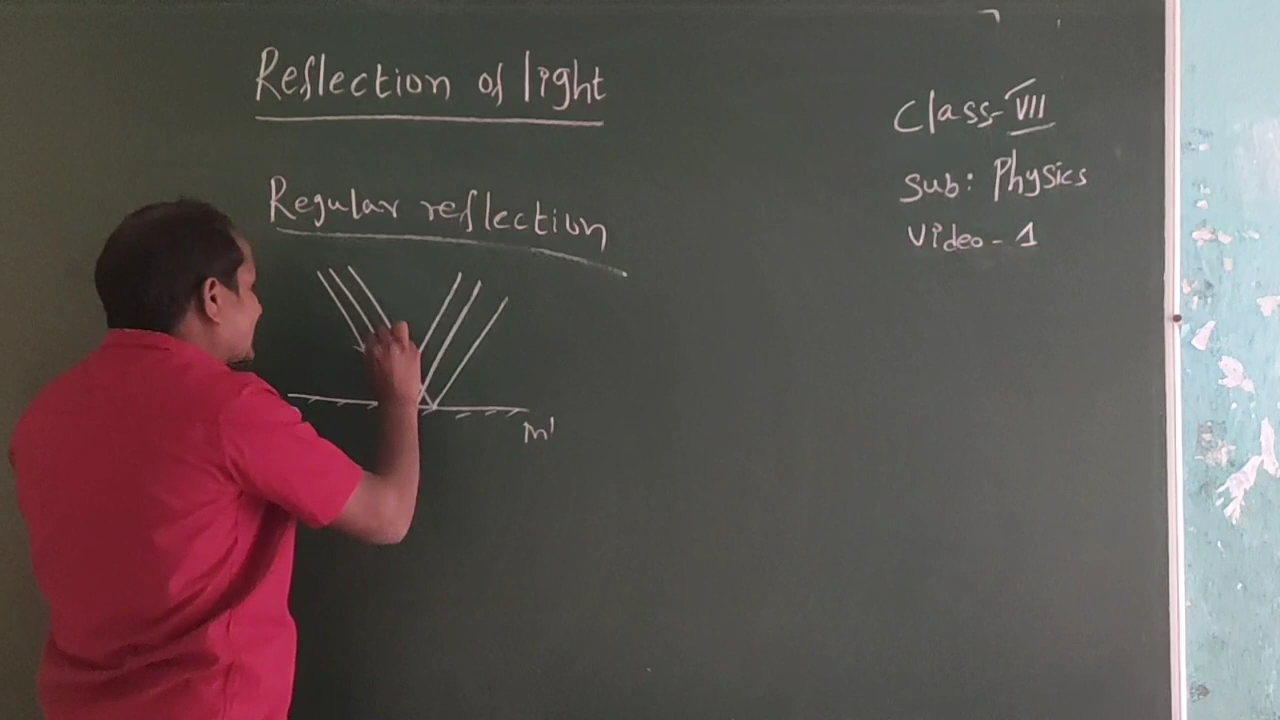 Reflection of light
Class-VII
Sub: Physics
Video-1
Regular reflection
M'